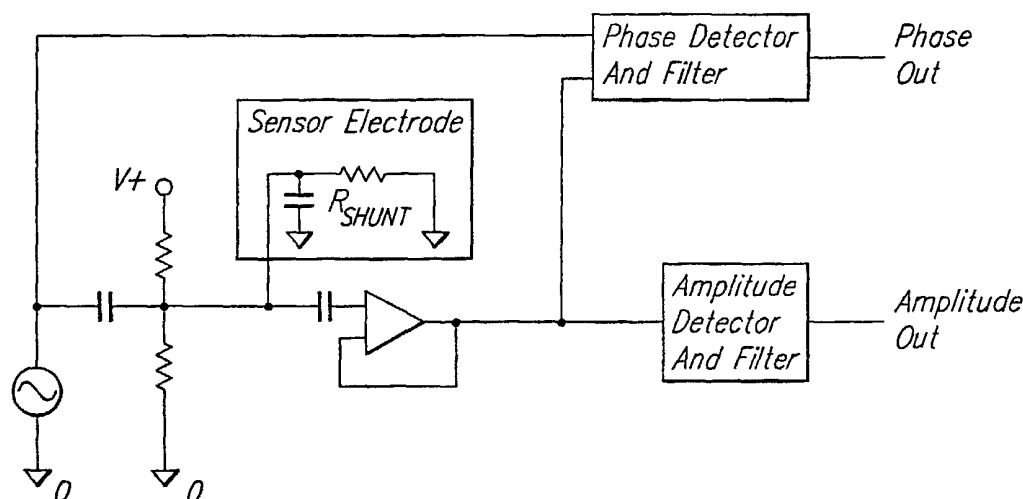 Phase Detector
And Filter
Phase
Out
Sensor Electrode
R_SHUNT
V+
Amplitude
Detector
And Filter
Amplitude
Out
0
0